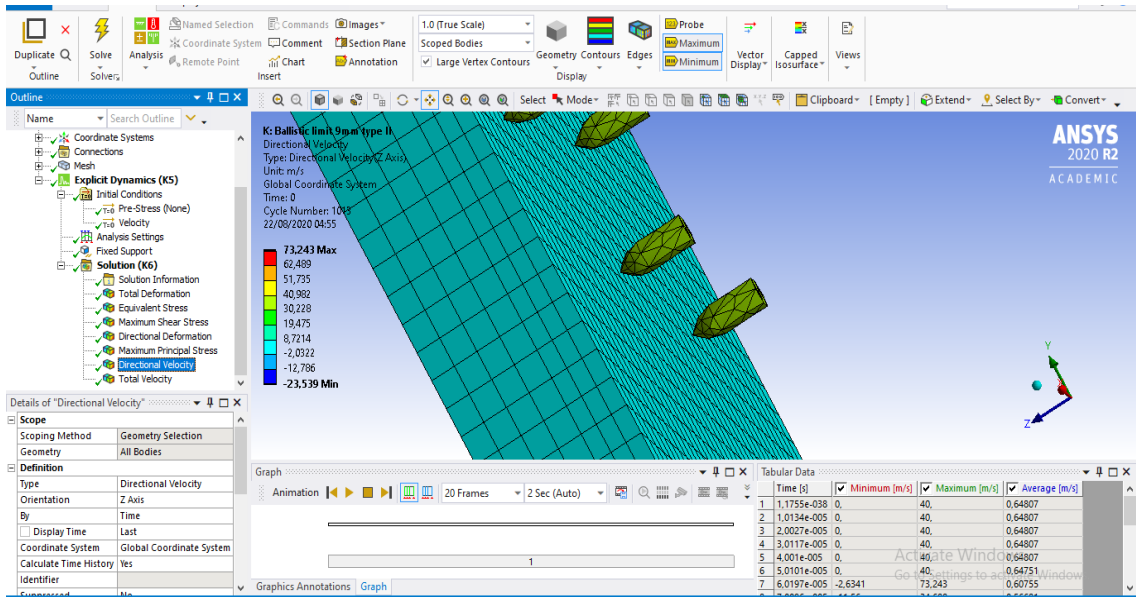 Named Selection Commands Images 1.0 (True Scale) Probe
Coordinate System Comment Section Plane Scoped Bodies Maximum
Duplicate Q Solve Analysis Remote Point Chart Annotation Large Vertex Contours Geometry Contours Edges Minimum Vector Display Capped Isosurface Views
Outline Solver Insert Display
Outline
Name Search Outline
Select Mode Clipboard [ Empty ] Extend Select By Convert
Coordinate Systems
Connections
Mesh
Explicit Dynamics (K5)
Initial Conditions
T=0 Pre-Stress (None)
T=0 Velocity
Analysis Settings
Fixed Support
Solution (K6)
Solution Information
Total Deformation
Equivalent Stress
Maximum Shear Stress
Directional Deformation
Maximum Principal Stress
Directional Velocity
Total Velocity
K: Ballistic limit 9mm type II
Directional Velocity
Type: Directional Velocity(Z Axis)
Unit: m/s
Global Coordinate System
Time: 0
Cycle Number: 1013
22/08/2020 04:55
73,243 Max
62,489
51,735
40,982
30,228
19,475
8,7214
-2,0322
-12,786
-23,539 Min
ANSYS
2020 R2
ACADEMIC
Y
Z
Details of "Directional Velocity"
Scope
Scoping Method Geometry Selection
Geometry All Bodies
Definition
Type Directional Velocity
Orientation Z Axis
By Time
Display Time Last
Coordinate System Global Coordinate System
Calculate Time History Yes
Identifier
Suppressed No
Graph
Animation 20 Frames 2 Sec (Auto)
1
Graphics Annotations Graph
Tabular Data
Time [s] Minimum [m/s] Maximum [m/s] Average [m/s]
1 1,1755e-038 0, 40, 0,64807
2 1,0134e-005 0, 40, 0,64807
3 2,0027e-005 0, 40, 0,64807
4 3,0117e-005 0, 40, 0,64807
5 4,001e-005 0, 40, 0,64807
6 5,0101e-005 0, 40, 0,64751
7 6,0197e-005 -2,6341 73,243 0,60755
Activate Windows
Go to Settings to activate Windows